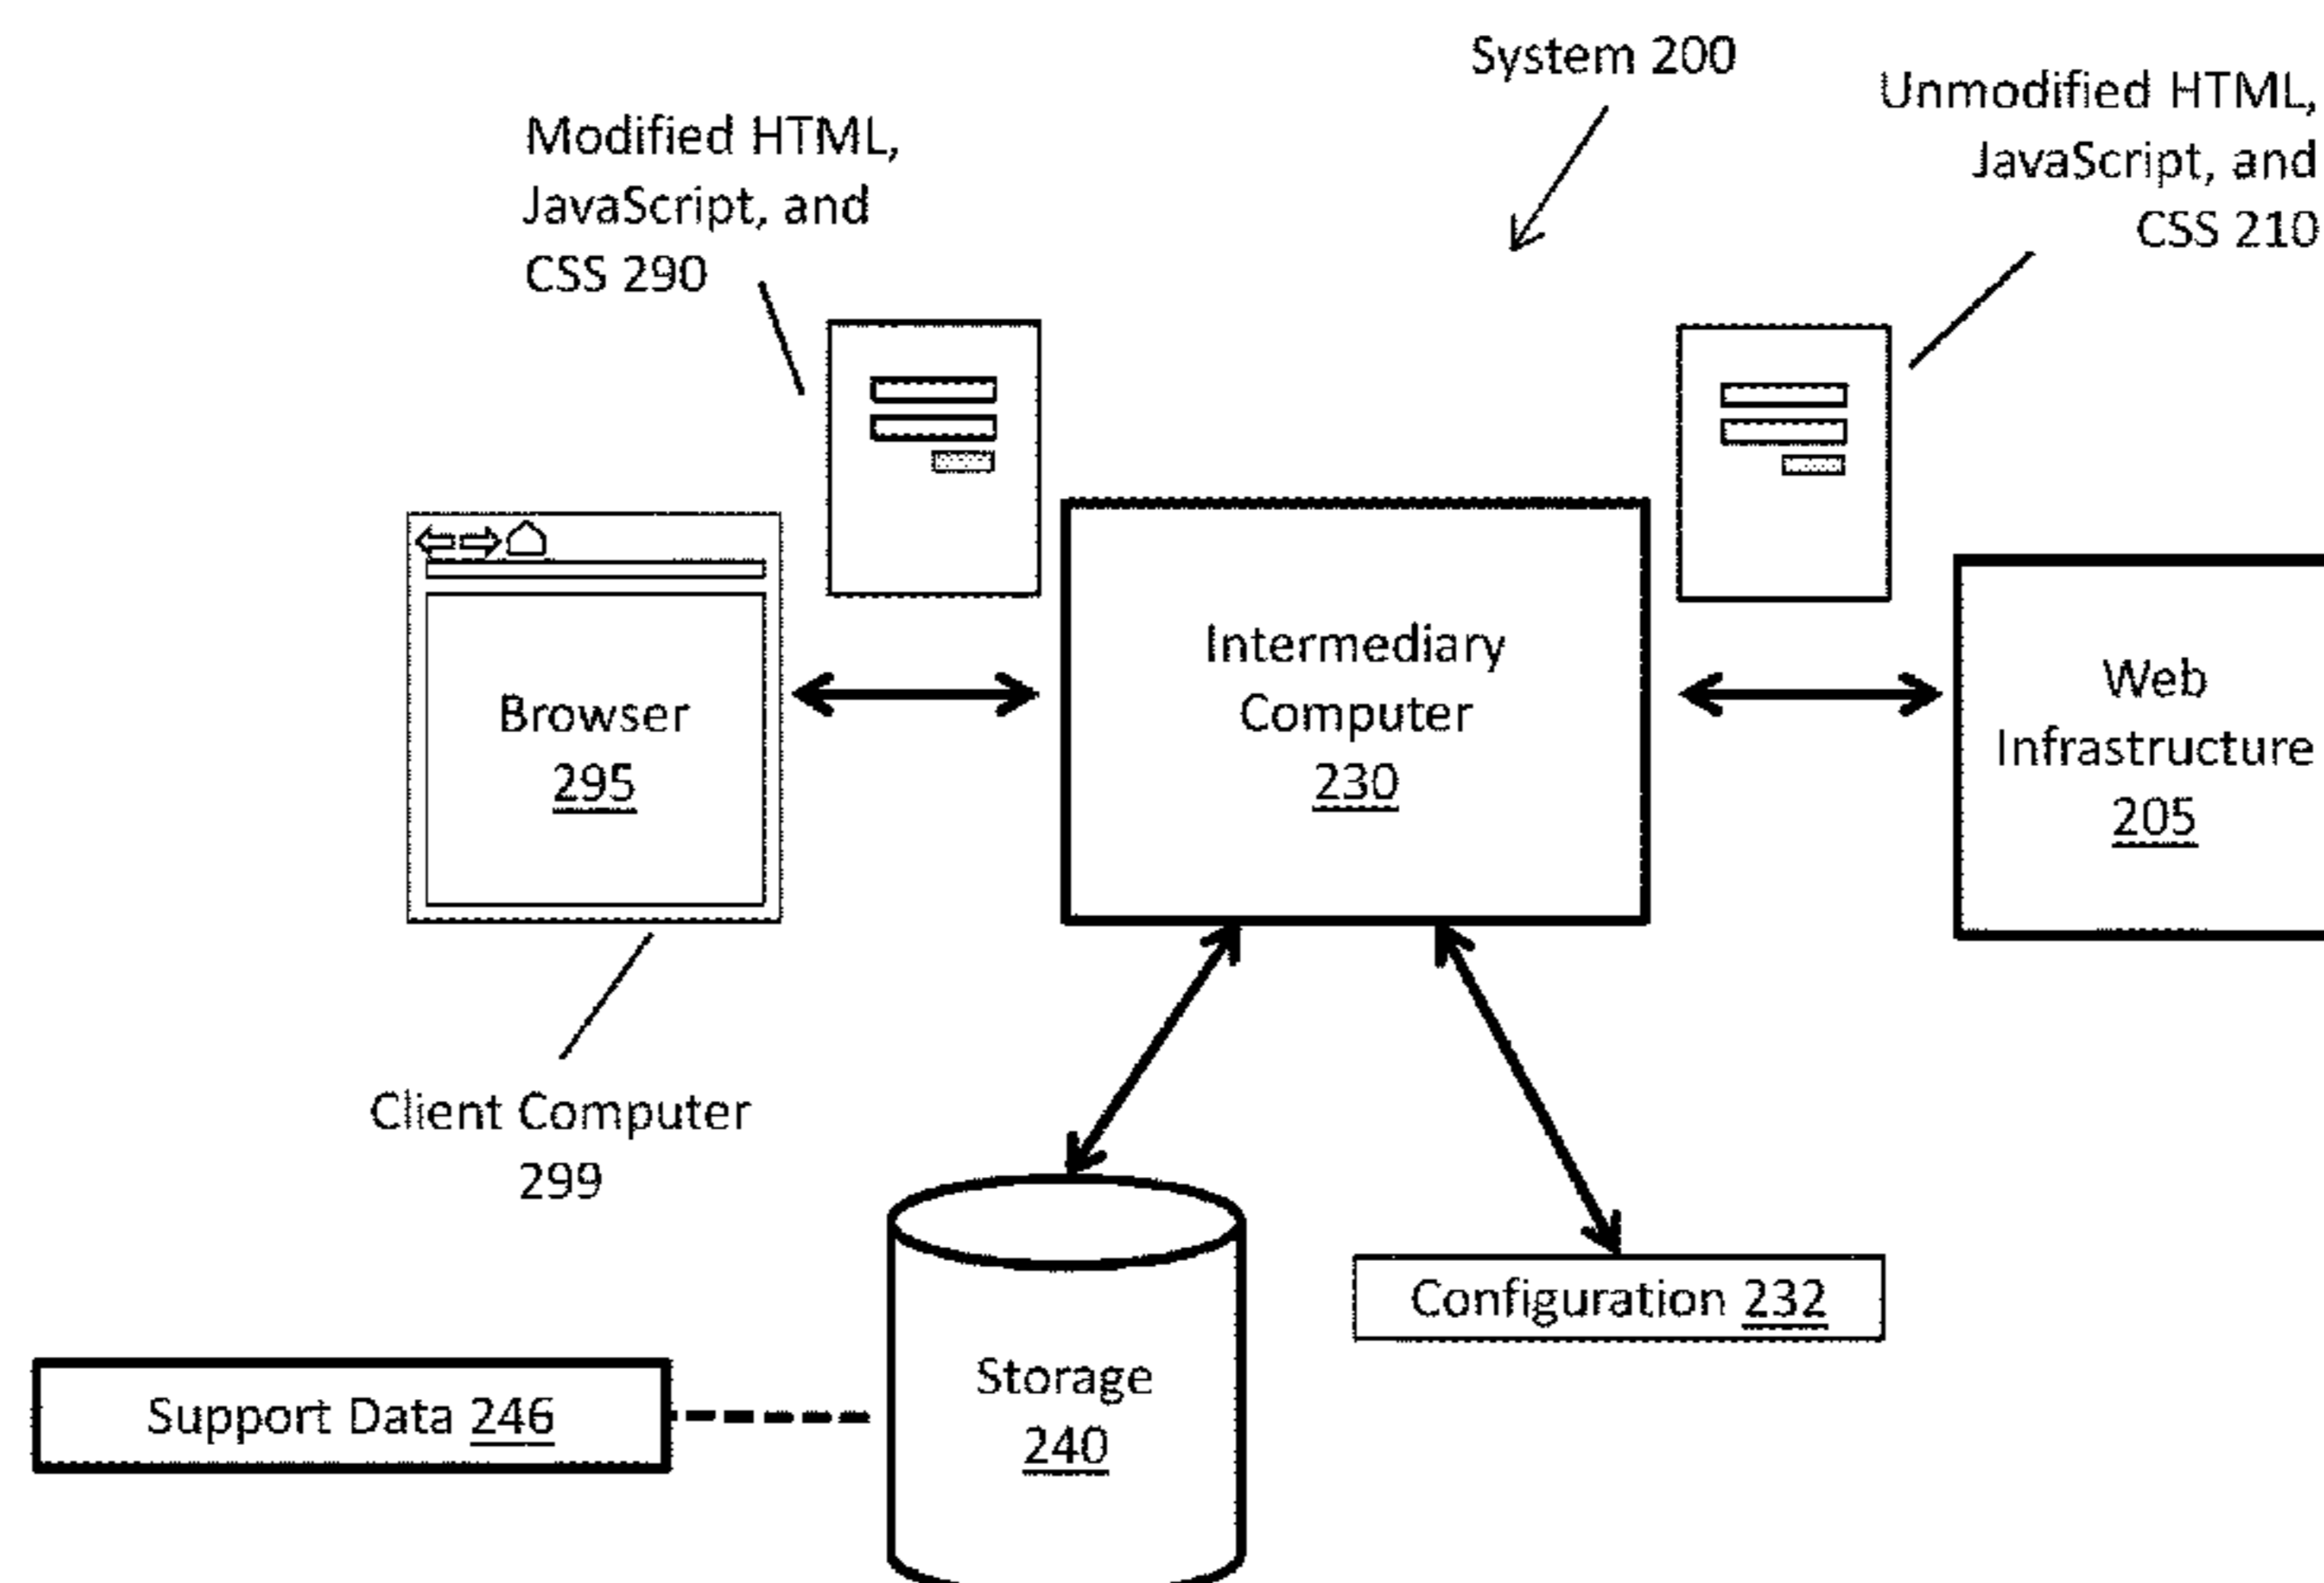 System 200
Unmodified HTML,
JavaScript, and
CSS 210
Modified HTML,
JavaScript, and
CSS 290
Browser
295
Intermediary
Computer
230
Web
Infrastructure
205
Client Computer
299
Configuration 232
Storage
240
Support Data 246